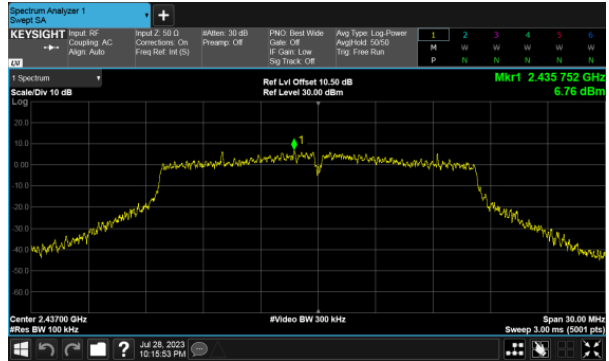 Spectrum Analyzer 1
Swept SA
+
KEYSIGHT Input: RF Input Z: 50 Ω #Atten: 30 dB PNO: Best Wide Avg Type: Log-Power 1 2 3 4 5 6
Coupling: AC Corrections: On Preamp: Off Gate: Off Avg|Hold: 50/50 M W W W W W
Align: Auto Freq Ref: Int (S) IF Gain: Low Trig: Free Run P N N N N N
Sig Track: Off
LXI
1 Spectrum Ref Lvl Offset 10.50 dB Mkr1 2.435 752 GHz
Scale/Div 10 dB Ref Level 30.00 dBm 6.76 dBm
Log
20.0
10.0
1
0.00
-10.0
-20.0
-30.0
-40.0
-50.0
-60.0
Center 2.43700 GHz #Video BW 300 kHz Span 30.00 MHz
#Res BW 100 kHz Sweep 3.00 ms (5001 pts)
? Jul 28, 2023
10:15:53 PM